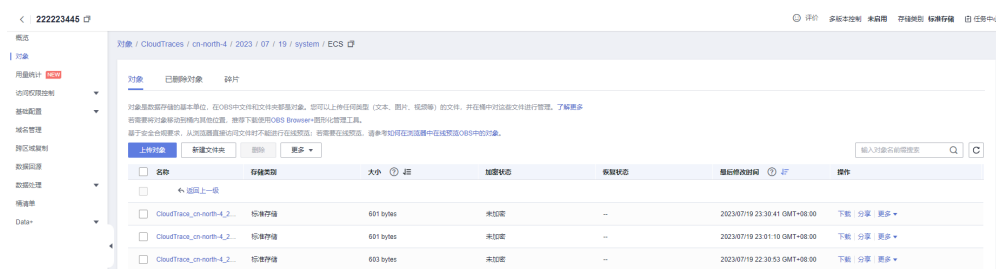 222223445
评价 多版本控制 未启用 存储类别 标准存储 任务中心
概览
对象
用量统计 NEW
访问权限控制
基础配置
域名管理
跨区域复制
数据回源
数据处理
桶清单
Data+
对象 / CloudTraces / cn-north-4 / 2023 / 07 / 19 / system / ECS
对象 已删除对象 碎片
对象是数据存储的基本单位，在OBS中文件和文件夹都是对象。您可以上传任何类型（文本、图片、视频等）的文件，并在桶中对这些文件进行管理。了解更多
若需要将对象移动到桶内其他位置，推荐下载使用OBS Browser+图形化管理工具。
基于安全合规要求，从浏览器直接访问文件时不能进行在线预览；若需要在线预览，请参考如何在浏览器中在线预览OBS中的对象。
上传对象 新建文件夹 删除 更多 输入对象名前缀搜索
名称 存储类别 大小 加密状态 恢复状态 最后修改时间 操作
返回上一级
CloudTrace_cn-north-4_2... 标准存储 601 bytes 未加密 -- 2023/07/19 23:30:41 GMT+08:00 下载 分享 更多
CloudTrace_cn-north-4_2... 标准存储 601 bytes 未加密 -- 2023/07/19 23:01:10 GMT+08:00 下载 分享 更多
CloudTrace_cn-north-4_2... 标准存储 603 bytes 未加密 -- 2023/07/19 22:30:53 GMT+08:00 下载 分享 更多